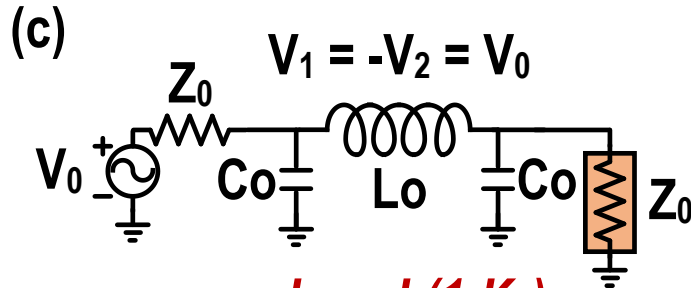 (c)
V₁ = -V₂ = V₀
Z₀
V₀
+
−
Co
Lo
Co
Z₀